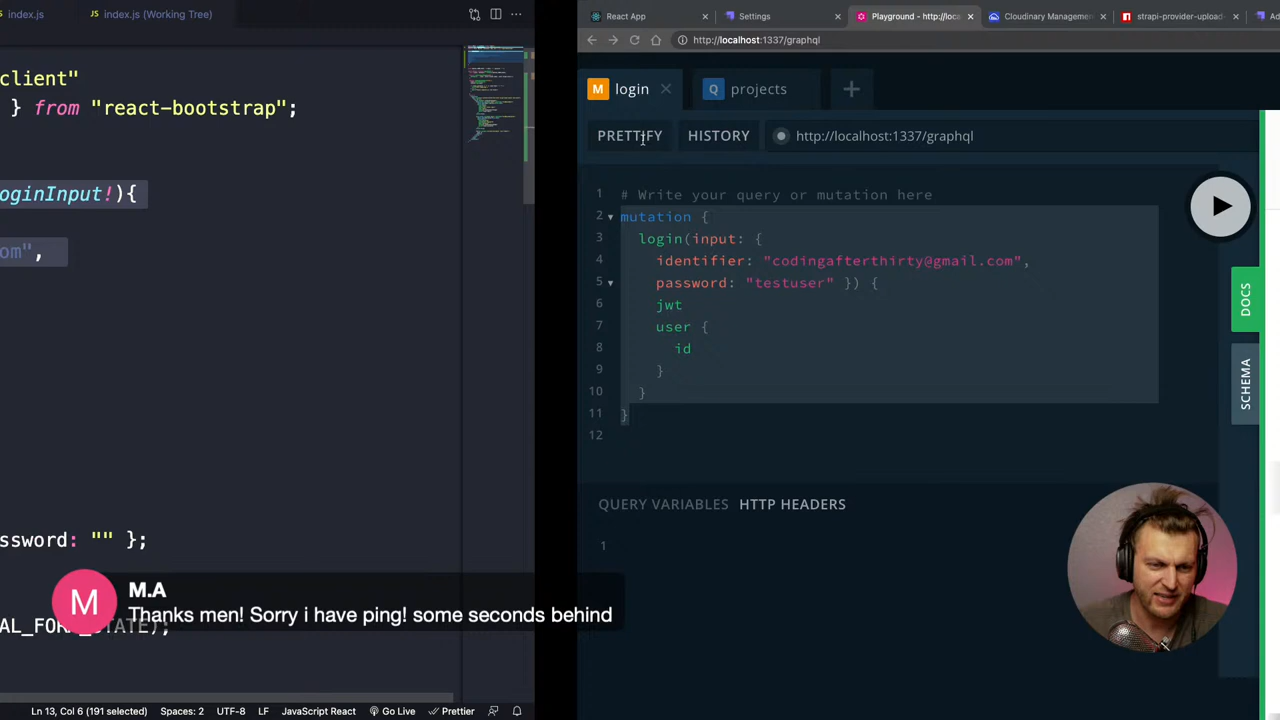 index.js
index.js (Working Tree)
client"
} from "react-bootstrap";
oginInput!){
om",
ssword: "" };
AL_FOR _STATE);
Ln 13, Col 6 (191 selected)
Spaces: 2
UTF-8
LF
JavaScript React
Go Live
Prettier
React App
Settings
Playground - http://loca
Cloudinary Manageme
strapi-provider-upload-
Ad
http://localhost:1337/graphql
M login
Q projects
PRETTIFY
HISTORY
http://localhost:1337/graphql
1 # Write your query or mutation here
2 mutation {
3 login(input: {
4 identifier: "codingafterthirty@gmail.com",
5 password: "testuser" }) {
6 jwt
7 user {
8 id
9 }
10 }
11 }
12
DOCS
SCHEMA
QUERY VARIABLES
HTTP HEADERS
1
M
M.A
Thanks men! Sorry i have ping! some seconds behind